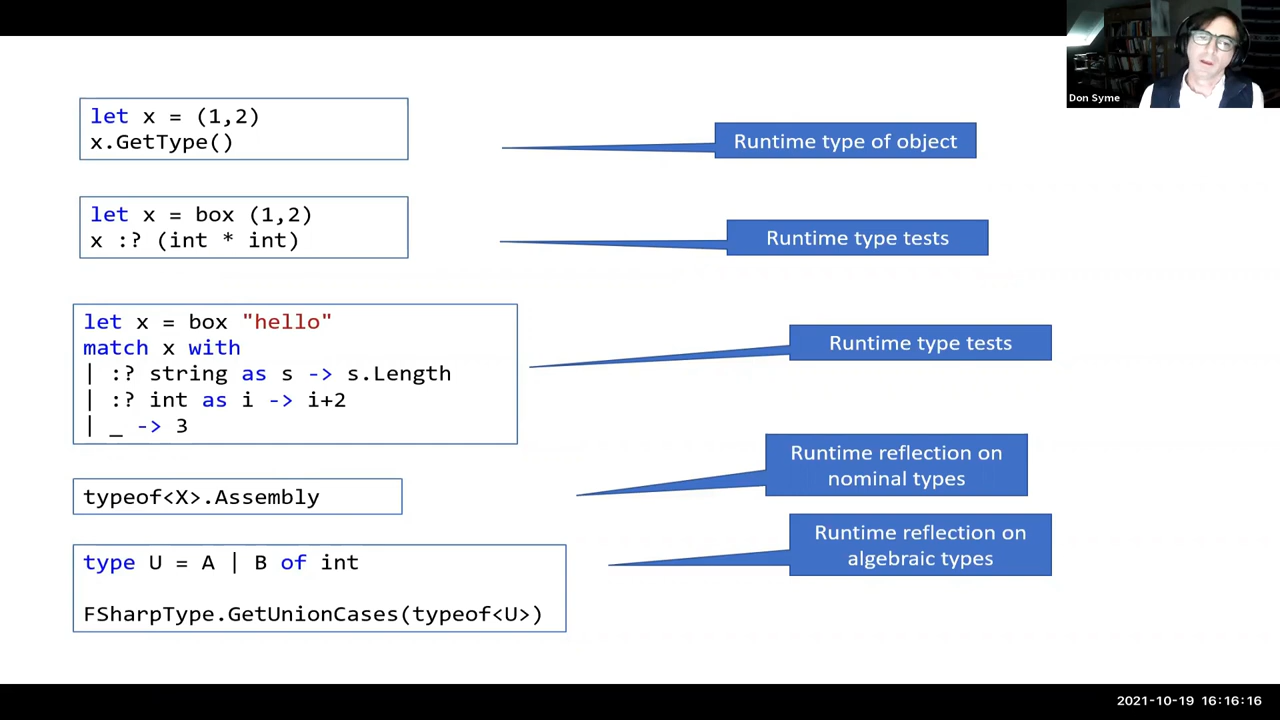 Don Syme
let x = (1,2)
x.GetType()
Runtime type of object
let x = box (1,2)
x :? (int * int)
Runtime type tests
let x = box "hello"
match x with
| :? string as s -> s.Length
| :? int as i -> i+2
| _ -> 3
Runtime type tests
Runtime reflection on
nominal types
typeof<X>.Assembly
Runtime reflection on
algebraic types
type U = A | B of int
FSharpType.GetUnionCases(typeof<U>)
2021-10-19 16:16:16